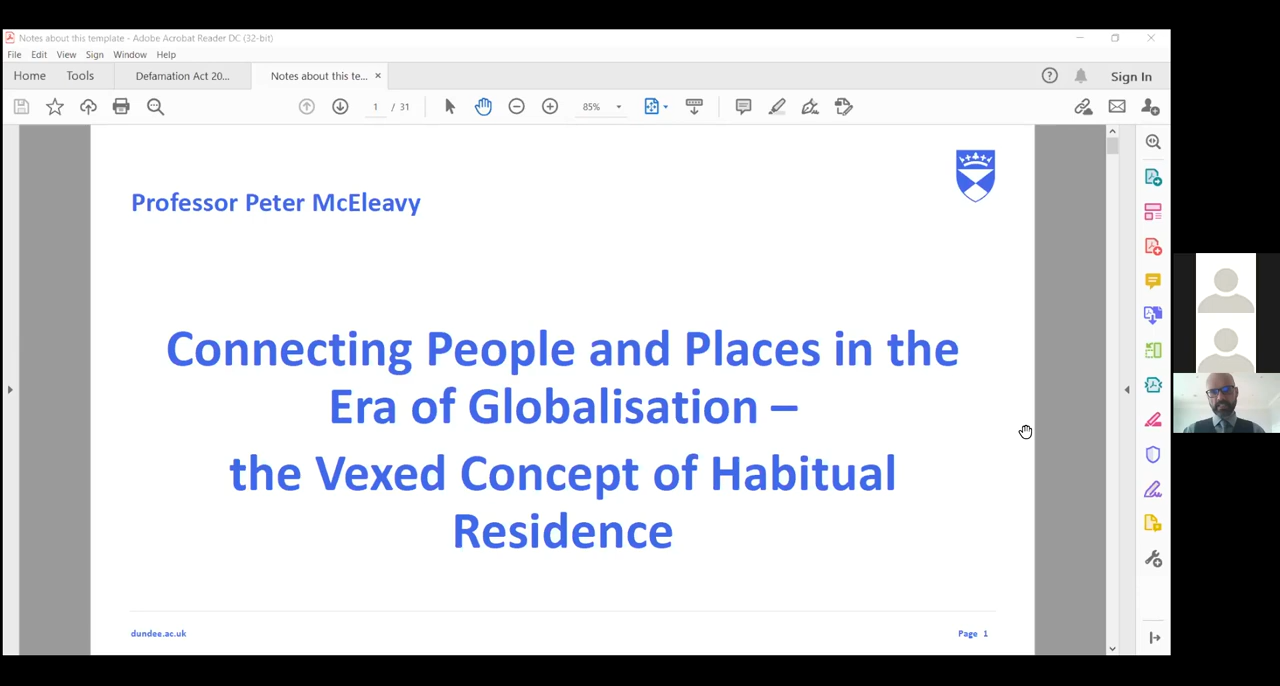 Notes about this template - Adobe Acrobat Reader DC (32-bit)
File Edit View Sign Window Help
Home Tools Defamation Act 20... Notes about this te... × Sign In
1 / 31 85%
Professor Peter McEleavy
Connecting People and Places in the
Era of Globalisation –
the Vexed Concept of Habitual
Residence
dundee.ac.uk Page 1